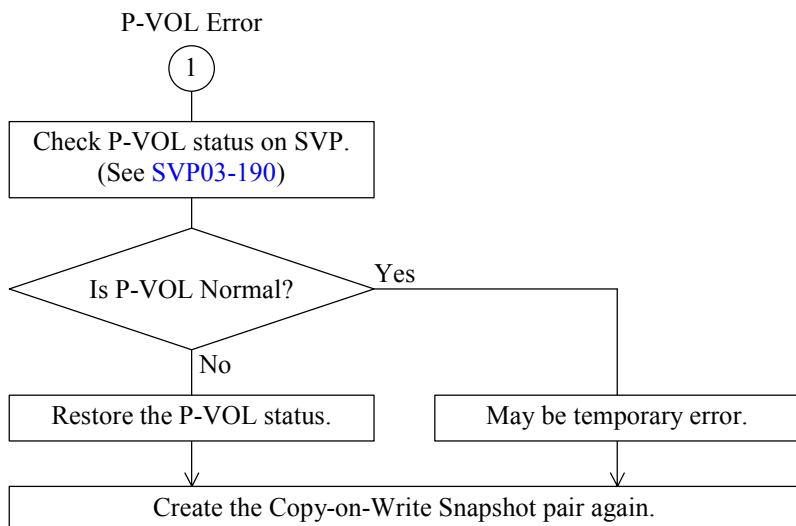 P-VOL Error
1
Check P-VOL status on SVP.
(See SVP03-190)
Is P-VOL Normal?
Yes
No
Restore the P-VOL status.
May be temporary error.
Create the Copy-on-Write Snapshot pair again.